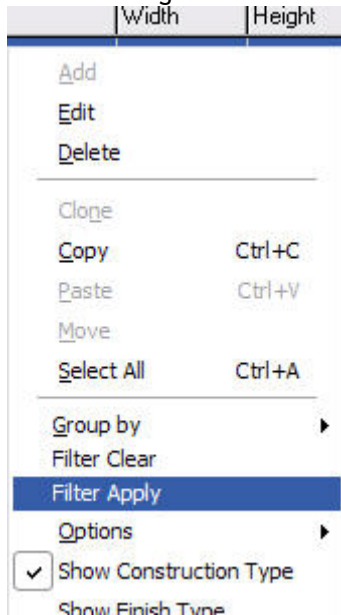 Width Height
Add
Edit
Delete
Clone
Copy Ctrl+C
Paste Ctrl+V
Move
Select All Ctrl+A
Group by
Filter Clear
Filter Apply
Options
Show Construction Type
Show Finish Type